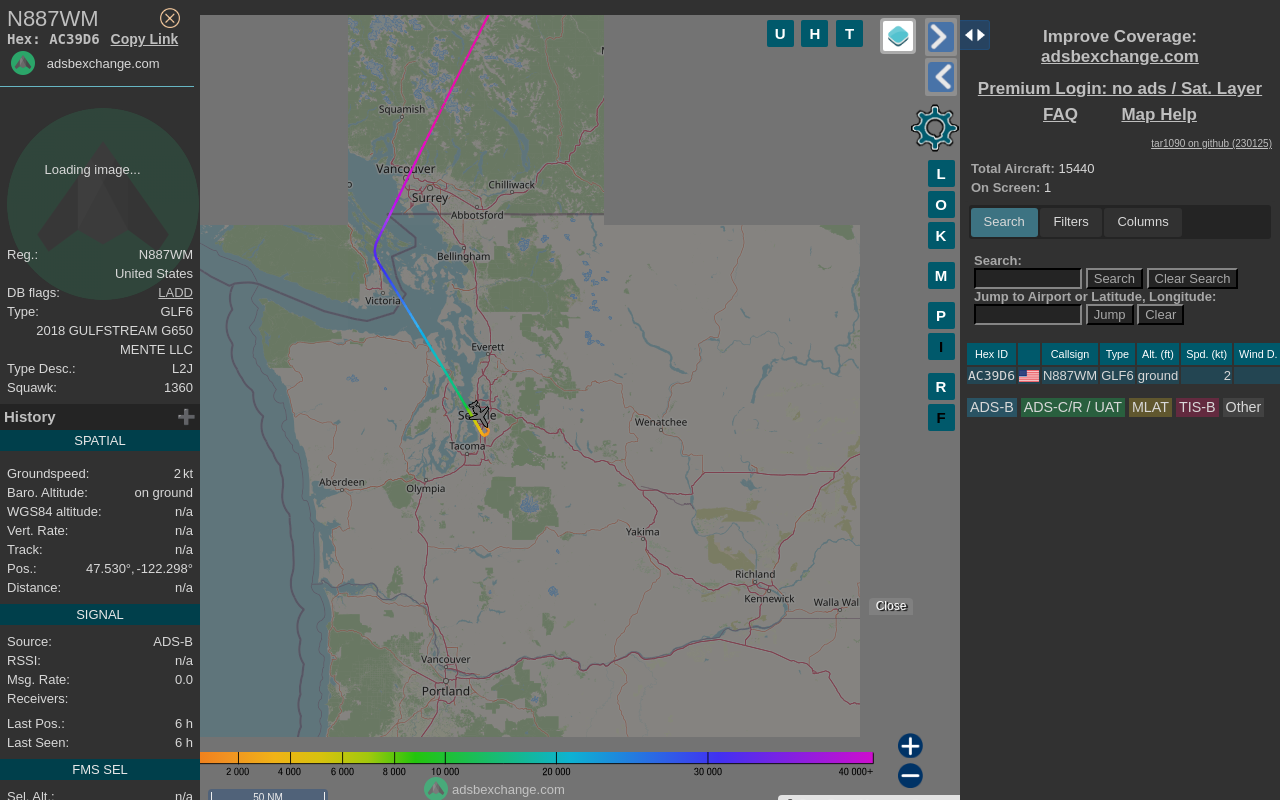 N887WM
Hex: AC39D6 Copy Link
adsbexchange.com
Loading image...
Reg.: N887WM
United States
DB flags: LADD
Type: GLF6
2018 GULFSTREAM G650
MENTE LLC
Type Desc.: L2J
Squawk: 1360
History
SPATIAL
Groundspeed: 2 kt
Baro. Altitude: on ground
WGS84 altitude: n/a
Vert. Rate: n/a
Track: n/a
Pos.: 47.530°, -122.298°
Distance: n/a
SIGNAL
Source: ADS-B
RSSI: n/a
Msg. Rate: 0.0
Receivers:
Last Pos.: 6 h
Last Seen: 6 h
FMS SEL
Sel. Alt.: n/a
U H T
Squamish
Vancouver
Chilliwack
Surrey
Abbotsford
Bellingham
Victoria
Everett
Wenatchee
Tacoma
Aberdeen
Olympia
Yakima
Richland
Kennewick
Walla Wal
Vancouver
Portland
L
O
K
M
P
I
R
F
Close
2 000 4 000 6 000 8 000 10 000 20 000 30 000 40 000+
adsbexchange.com
50 NM
Improve Coverage:
adsbexchange.com
Premium Login: no ads / Sat. Layer
FAQ Map Help
tar1090 on github (230125)
Total Aircraft: 15440
On Screen: 1
Search Filters Columns
Search:
Search Clear Search
Jump to Airport or Latitude, Longitude:
Jump Clear
Hex ID Callsign Type Alt. (ft) Spd. (kt) Wind D.
AC39D6 N887WM GLF6 ground 2
ADS-B ADS-C/R / UAT MLAT TIS-B Other